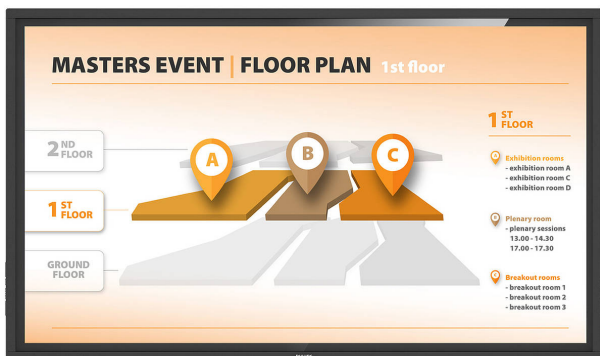 MASTERS EVENT | FLOOR PLAN 1st floor
2 ND FLOOR
1 ST FLOOR
GROUND FLOOR
A
B
C
1 ST FLOOR
Exhibition rooms
- exhibition room A
- exhibition room C
- exhibition room D
Plenary room
- plenary sessions
13.00 - 14.30
17.00 - 17.30
Breakout rooms
- breakout room 1
- breakout room 2
- breakout room 3